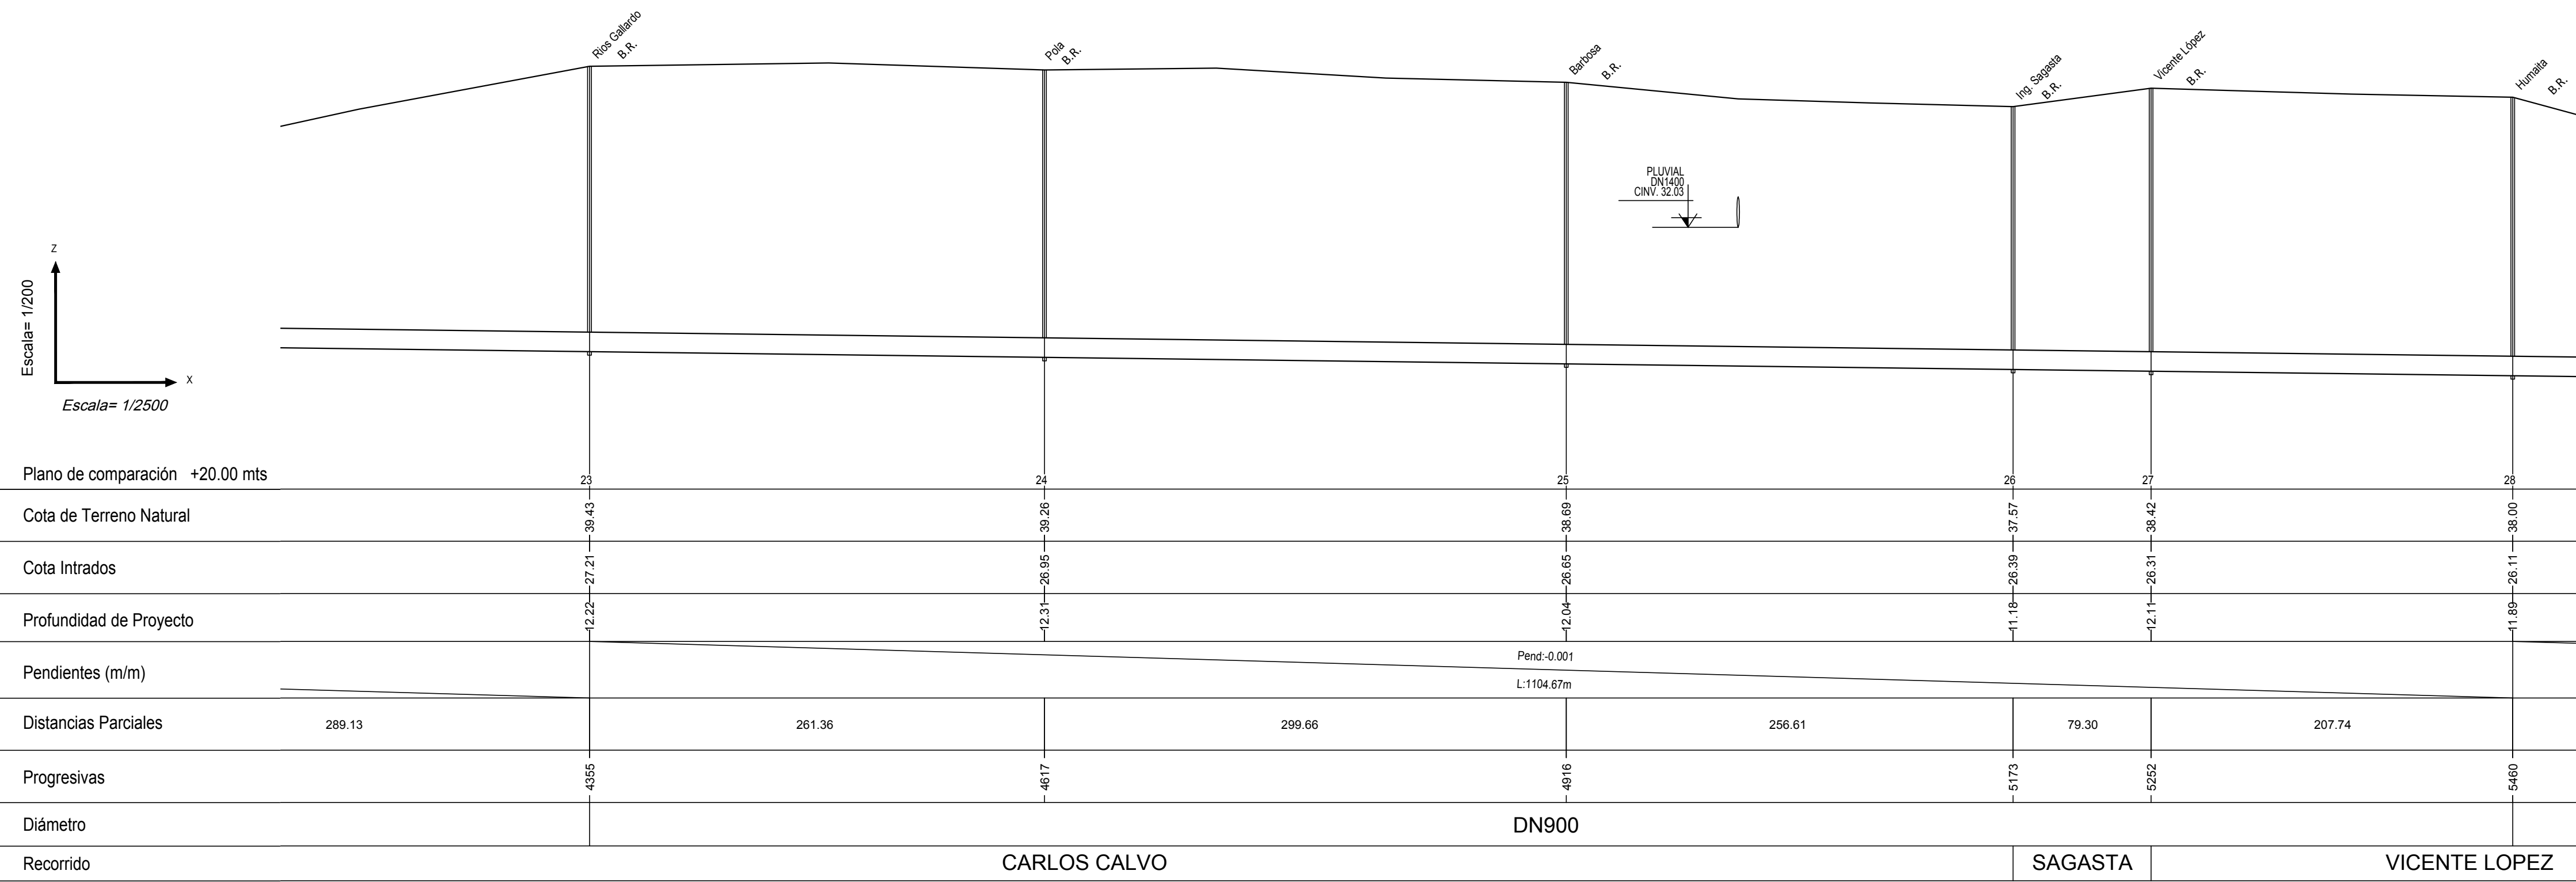 Rios Gallardo
B.R.
Pola
B.R.
Barbosa
B.R.
Ing. Sagasta
B.R.
Vicente López
B.R.
Humaita
B.R.
PLUVIAL
DN1400
CINV. 32.03
Z
X
Escala= 1/200
Escala= 1/2500
Plano de comparación +20.00 mts
23 24 25 26 27 28
Cota de Terreno Natural 39.43 39.26 38.69 37.57 38.42 38.00
Cota Intrados 27.21 26.95 26.65 26.39 26.31 26.11
Profundidad de Proyecto 12.22 12.31 12.04 11.18 12.11 11.89
Pendientes (m/m)
Pend:-0.001
L:1104.67m
Distancias Parciales 289.13 261.36 299.66 256.61 79.30 207.74
Progresivas 4355 4617 4916 5173 5252 5460
Diámetro DN900
Recorrido CARLOS CALVO SAGASTA VICENTE LOPEZ